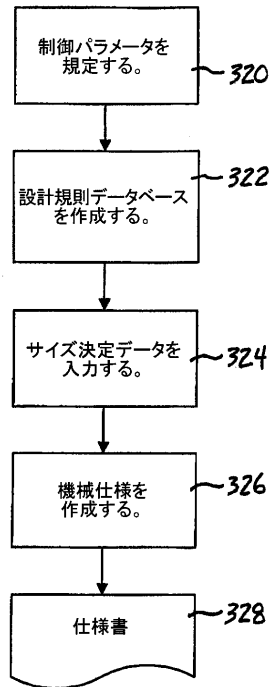 制御パラメータを
規定する。
320
設計規則データベース
を作成する。
322
サイズ決定データを
入力する。
324
機械仕様を
作成する。
326
仕様書
328